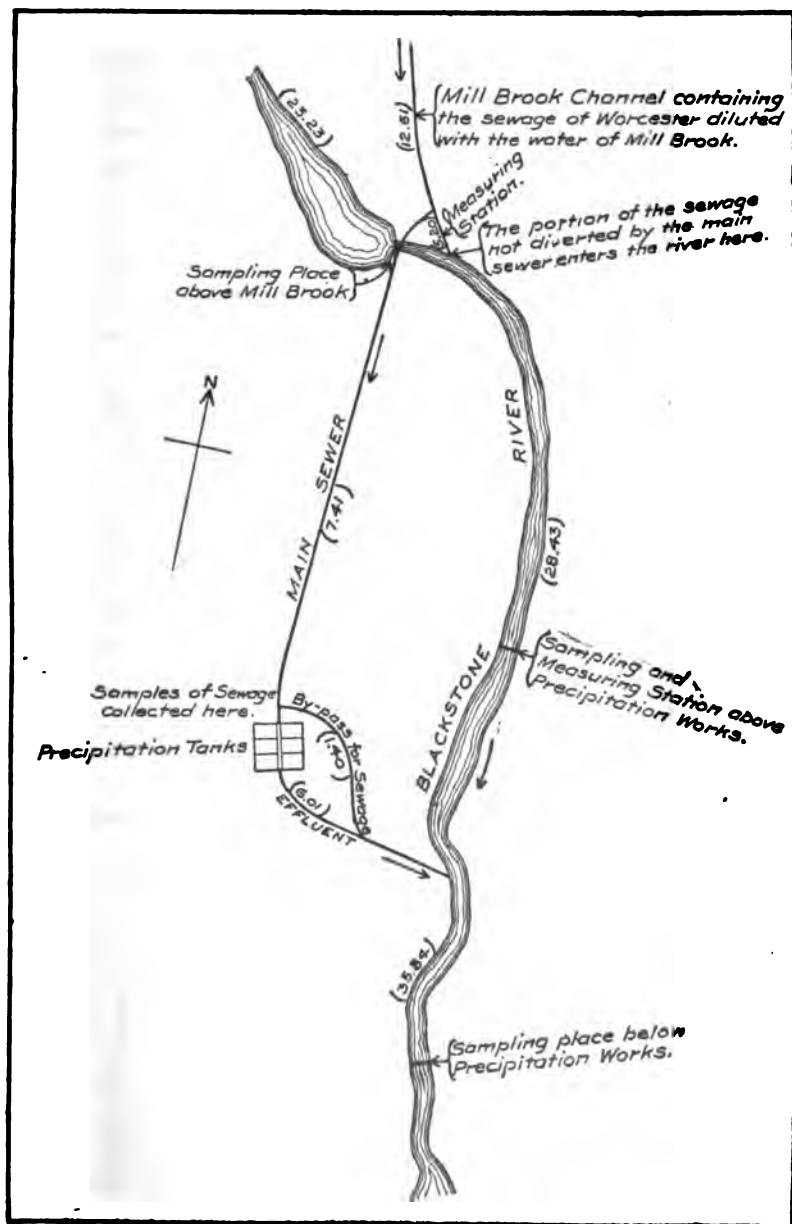 (23.23)
(12.61)
Mill Brook Channel containing
the sewage of Worcester diluted
with the water of Mill Brook.
Measuring
Station.
(5.20)
The portion of the sewage
not diverted by the main
sewer enters the river here.
Sampling Place
above Mill Brook
N
MAIN SEWER
(7.41)
BLACKSTONE RIVER
(28.43)
Sampling and
Measuring Station above
Precipitation Works.
Samples of Sewage
collected here.
Precipitation Tanks
By-pass for Sewage
(1.40)
(6.01)
EFFLUENT
(35.84)
Sampling place below
Precipitation Works.